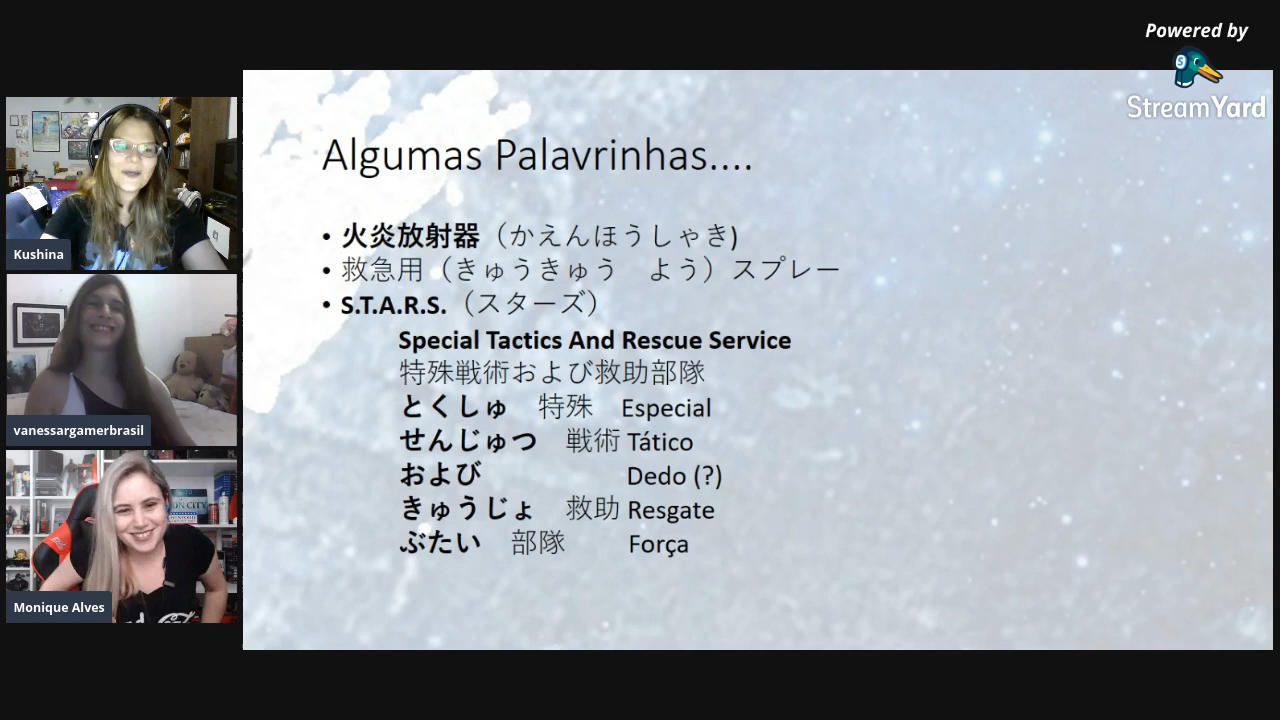 Powered by
StreamYard
Algumas Palavrinhas....
• 火炎放射器（かえんほうしゃき)
• 救急用（きゅうきゅう　よう）スプレー
• S.T.A.R.S.（スターズ）
Special Tactics And Rescue Service
特殊戦術および救助部隊
とくしゅ　特殊　Especial
せんじゅつ　戦術 Tático
および　Dedo (?)
きゅうじょ　救助 Resgate
ぶたい　部隊　Força
Kushina
vanessargamerbrasil
Monique Alves